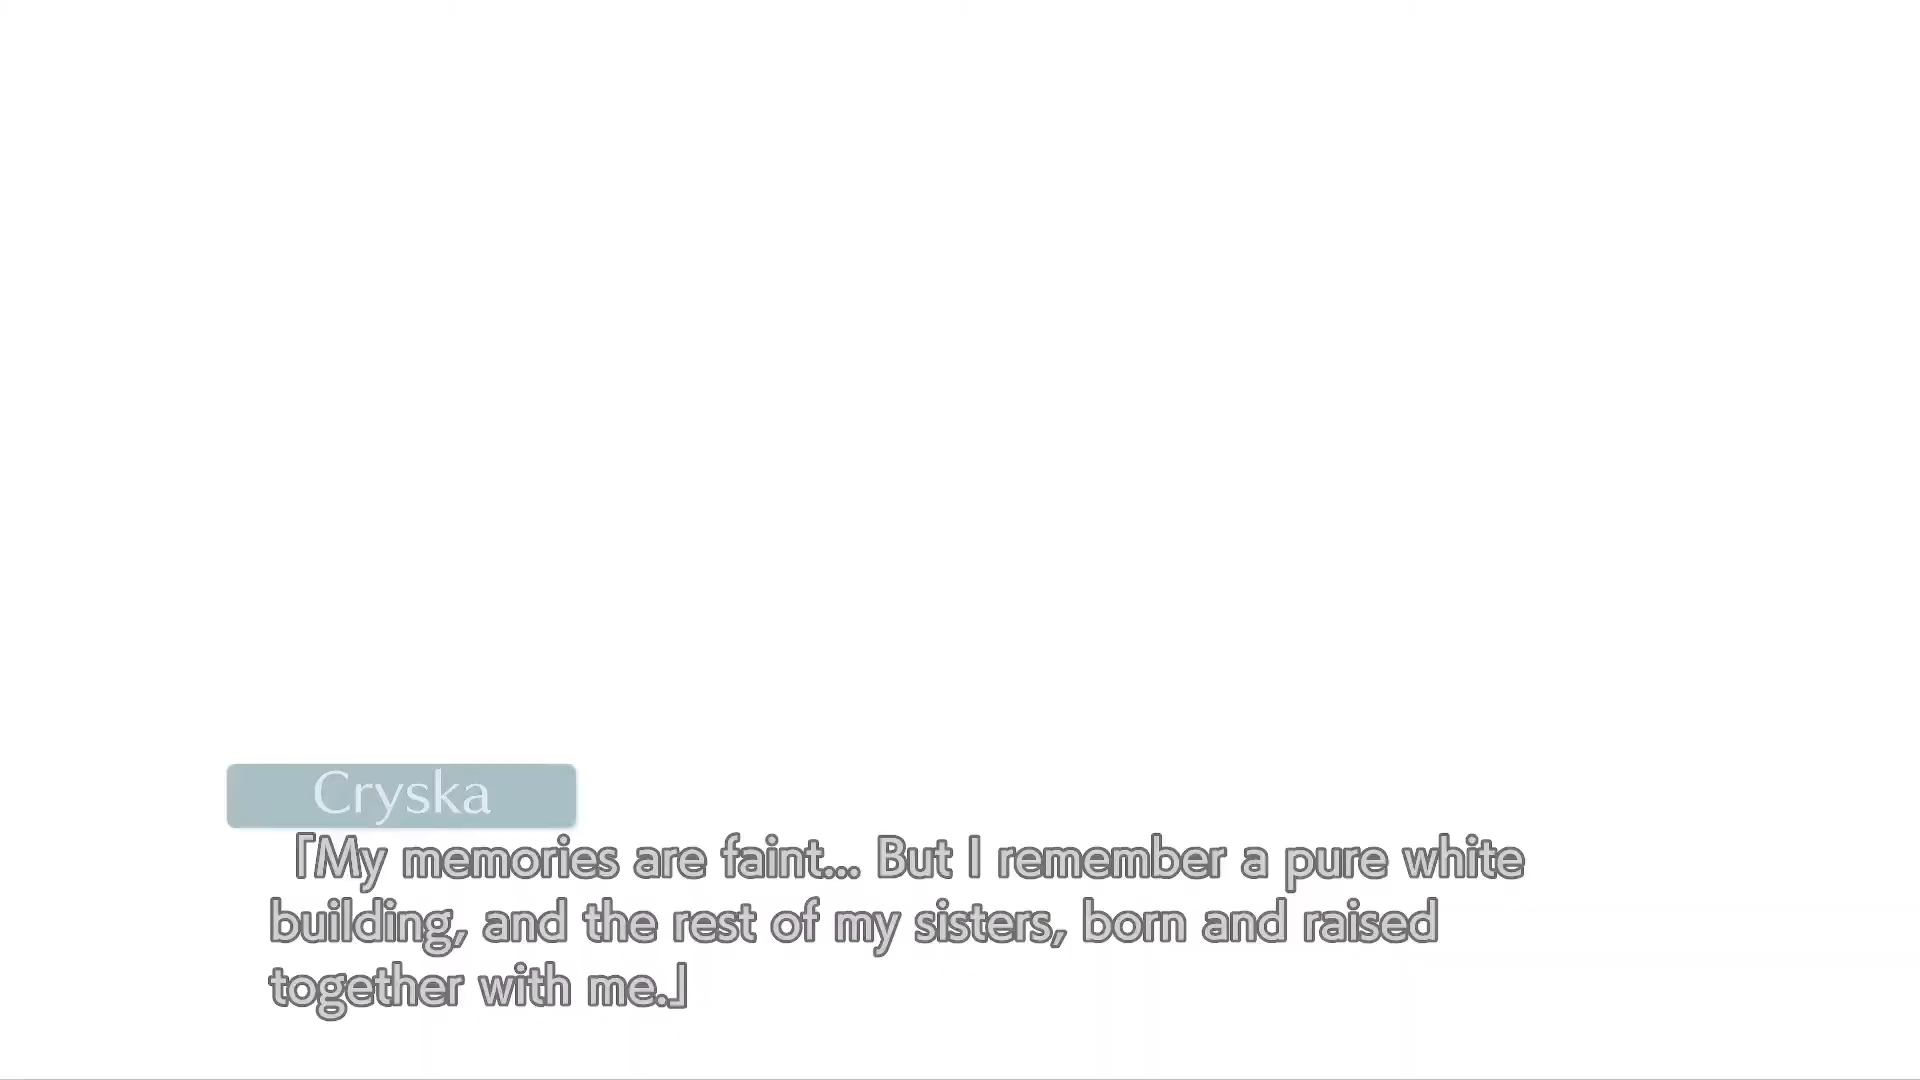 Cryska
「My memories are faint... But I remember a pure white
building, and the rest of my sisters, born and raised
together with me.」